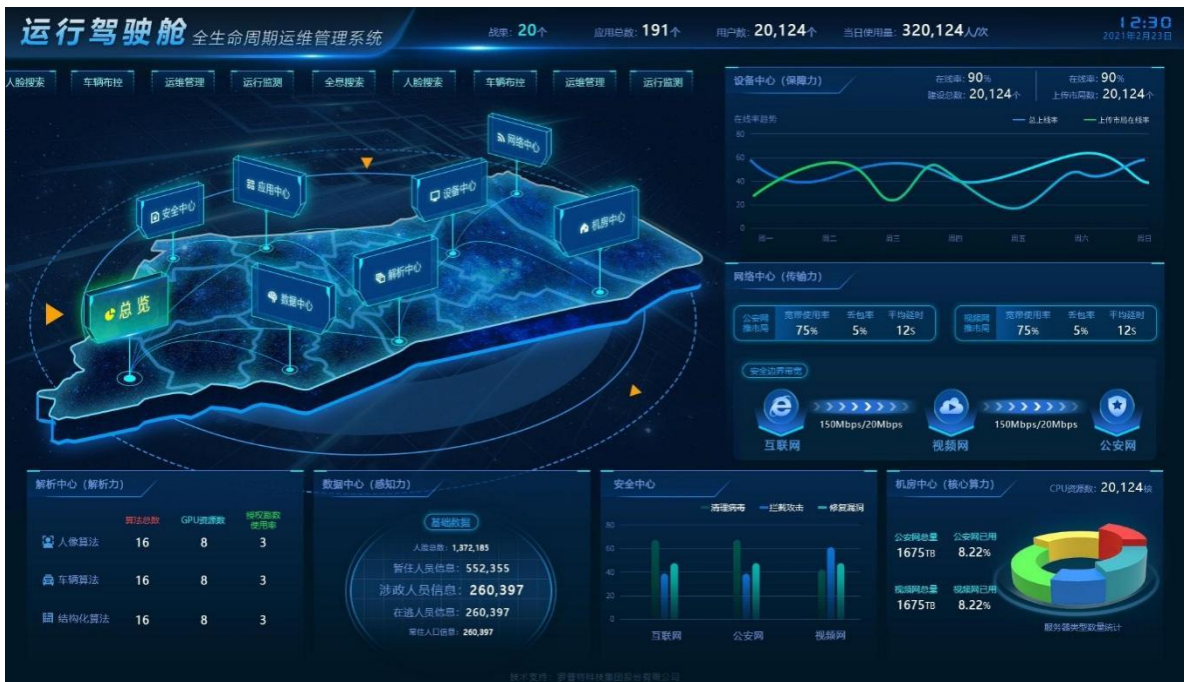 运行驾驶舱 全生命周期运维管理系统
战果: 20个 应用总数: 191个 用户数: 20,124个 当日使用量: 320,124人/次
12:30
2021年2月23日
人脸搜索 车辆布控 运维管理 运行监测 全息搜索 人脸搜索 车辆布控 运维管理 运行监测
网络中心
应用中心
设备中心
安全中心
机房中心
解析中心
数据中心
总览
设备中心（保障力）
在线率: 90% 在线率: 90%
建设总数: 20,124个 上传市局数: 20,124个
在线率趋势
总上线率 上传市局在线率
80
60
40
20
0
周一 周二 周三 周四 周五 周六 周日
网络中心（传输力）
公安网
推市局
宽带使用率 丢包率 平均延时
75% 5% 12S
视频网
推市局
宽带使用率 丢包率 平均延时
75% 5% 12S
安全边界带宽
150Mbps/20Mbps 150Mbps/20Mbps
互联网 视频网 公安网
解析中心（解析力）
算法总数 GPU资源数 授权路数
使用率
人像算法 16 8 3
车辆算法 16 8 3
结构化算法 16 8 3
数据中心（感知力）
基础数据
人脸总数: 1,372,185
暂住人员信息: 552,355
涉政人员信息: 260,397
在逃人员信息: 260,397
常住人口信息: 260,397
安全中心
清理病毒 拦截攻击 修复漏洞
80
60
40
20
0
互联网 公安网 视频网
机房中心（核心算力）
CPU资源数: 20,124核
公安网总量 公安网已用
1675TB 8.22%
视频网总量 视频网已用
1675TB 8.22%
服务器类型数量统计